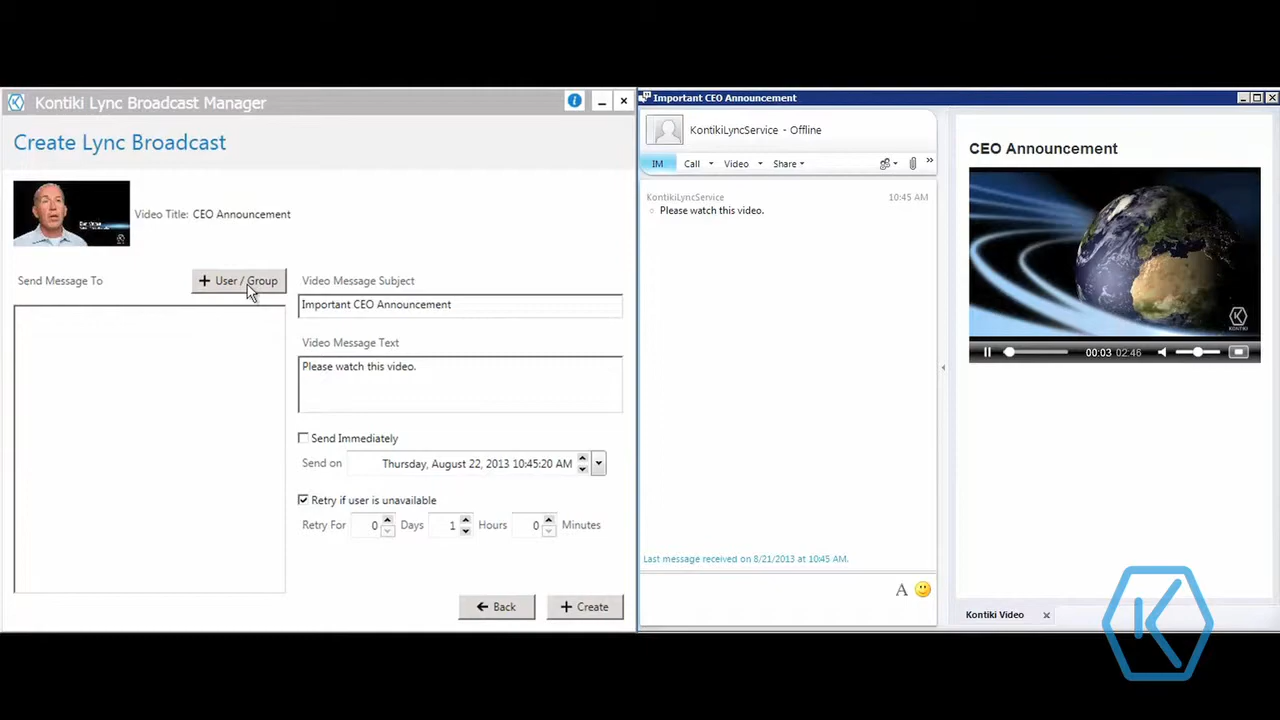 Kontiki Lync Broadcast Manager
Create Lync Broadcast
Video Title: CEO Announcement
Send Message To
User / Group
Video Message Subject
Important CEO Announcement
Video Message Text
Please watch this video.
Send Immediately
Send on Thursday, August 22, 2013 10:45:20 AM
Retry if user is unavailable
Retry For 0 Days 1 Hours 0 Minutes
Back
Create
Important CEO Announcement
KontikiLyncService - Offline
IM Call Video Share
KontikiLyncService 10:45 AM
Please watch this video.
Last message received on 8/21/2013 at 10:45 AM.
A
CEO Announcement
KONTIKI
00:03 02:46
Kontiki Video